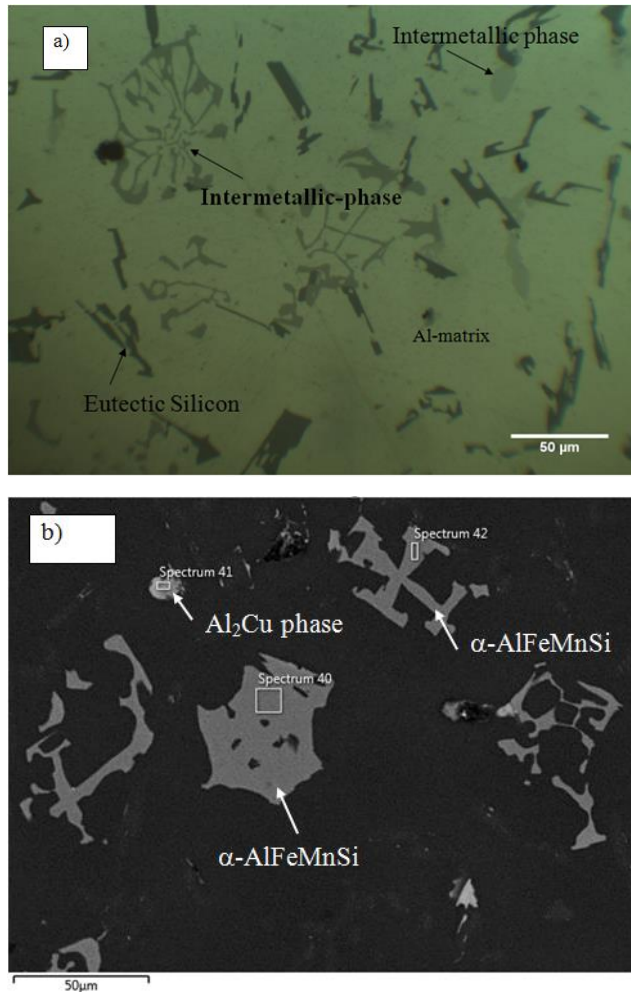 a)
Intermetallic phase
Intermetallic-phase
Al-matrix
Eutectic Silicon
50 µm
b)
Spectrum 42
Spectrum 41
Al₂Cu phase
α-AlFeMnSi
Spectrum 40
α-AlFeMnSi
50µm